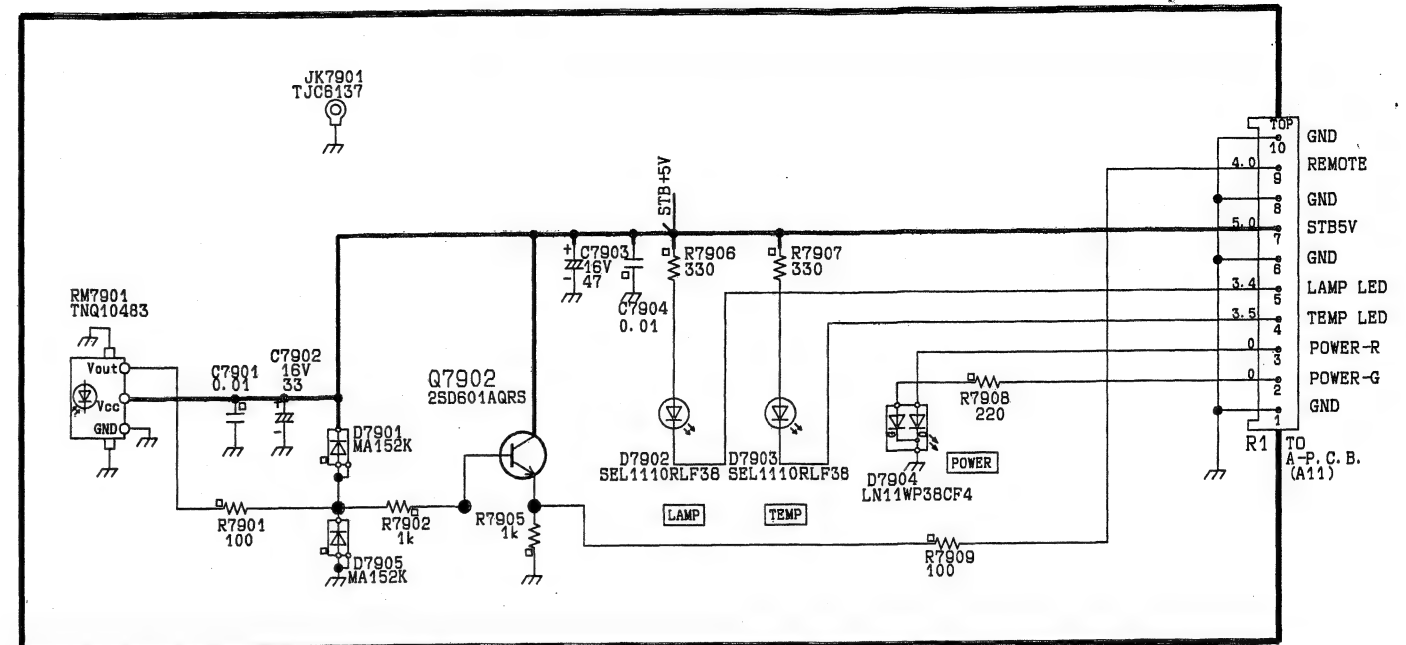 JK7901
TJC6137
TOP
10 GND
4.0 9 REMOTE
8 GND
5.0 7 STB5V
6 GND
3.4 5 LAMP LED
3.5 4 TEMP LED
0 3 POWER-R
0 2 POWER-G
1 GND
R1
TO
A-P.C.B.
(A11)
STB+5V
+ C7903
16V
- 47
C7904
0.01
R7906
330
R7907
330
RM7901
TNQ10483
Vout
Vcc
GND
C7901
0.01
C7902
16V
33
+
-
Q7902
2SD601AQRS
D7901
MA152K
R7901
100
R7902
1k
R7905
1k
D7905
MA152K
D7902
SEL1110RLF38
D7903
SEL1110RLF38
LAMP
TEMP
R7908
220
D7904
LN11WP38CF4
POWER
R7909
100